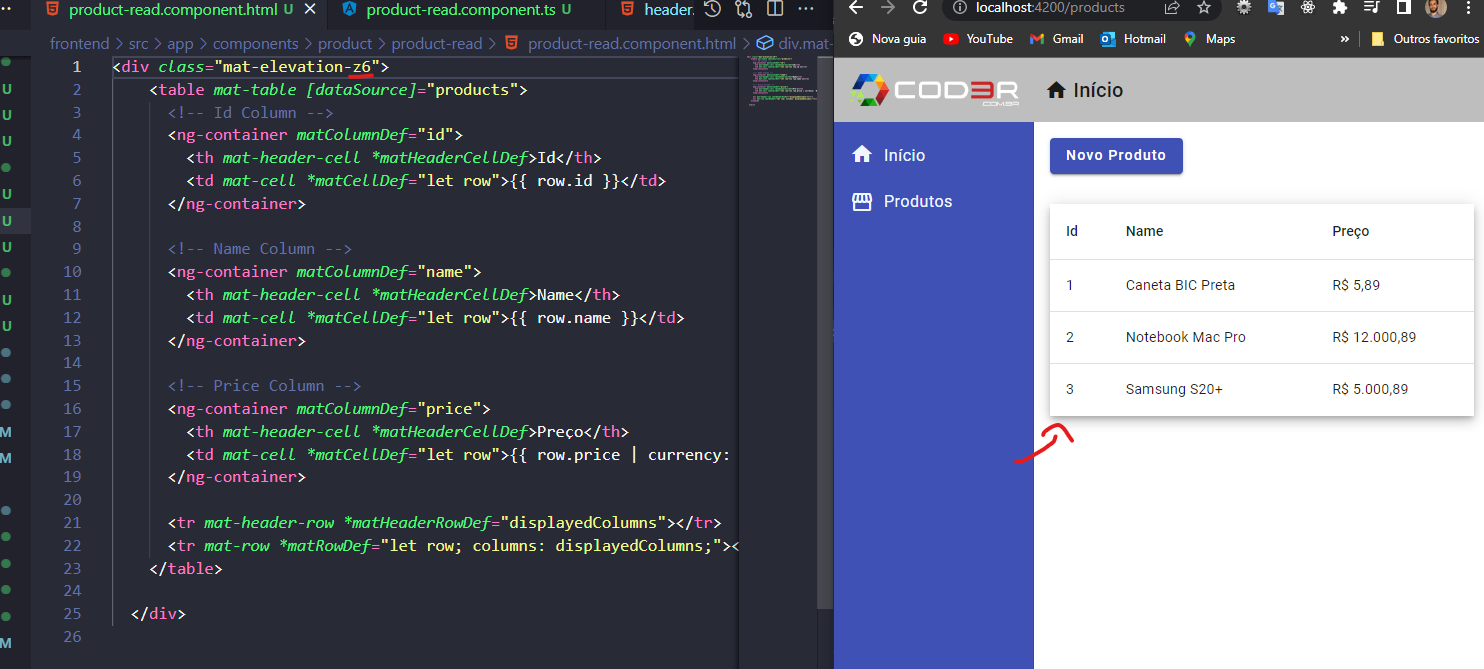 product-read.component.html U
product-read.component.ts U
header.
frontend > src > app > components > product > product-read > product-read.component.html > div.mat-
1 <div class="mat-elevation-z6">
2 <table mat-table [dataSource]="products">
3 <!-- Id Column -->
4 <ng-container matColumnDef="id">
5 <th mat-header-cell *matHeaderCellDef>Id</th>
6 <td mat-cell *matCellDef="let row">{{ row.id }}</td>
7 </ng-container>
8
9 <!-- Name Column -->
10 <ng-container matColumnDef="name">
11 <th mat-header-cell *matHeaderCellDef>Name</th>
12 <td mat-cell *matCellDef="let row">{{ row.name }}</td>
13 </ng-container>
14
15 <!-- Price Column -->
16 <ng-container matColumnDef="price">
17 <th mat-header-cell *matHeaderCellDef>Preço</th>
18 <td mat-cell *matCellDef="let row">{{ row.price | currency:
19 </ng-container>
20
21 <tr mat-header-row *matHeaderRowDef="displayedColumns"></tr>
22 <tr mat-row *matRowDef="let row; columns: displayedColumns;"><
23 </table>
24
25 </div>
26
U
U
U
U
U
U
U
U
M
M
M
localhost:4200/products
Nova guia
YouTube
Gmail
Hotmail
Maps
»
Outros favoritos
COD3R
.COM3R
Início
Início
Produtos
Novo Produto
Id Name Preço
1 Caneta BIC Preta R$ 5,89
2 Notebook Mac Pro R$ 12.000,89
3 Samsung S20+ R$ 5.000,89